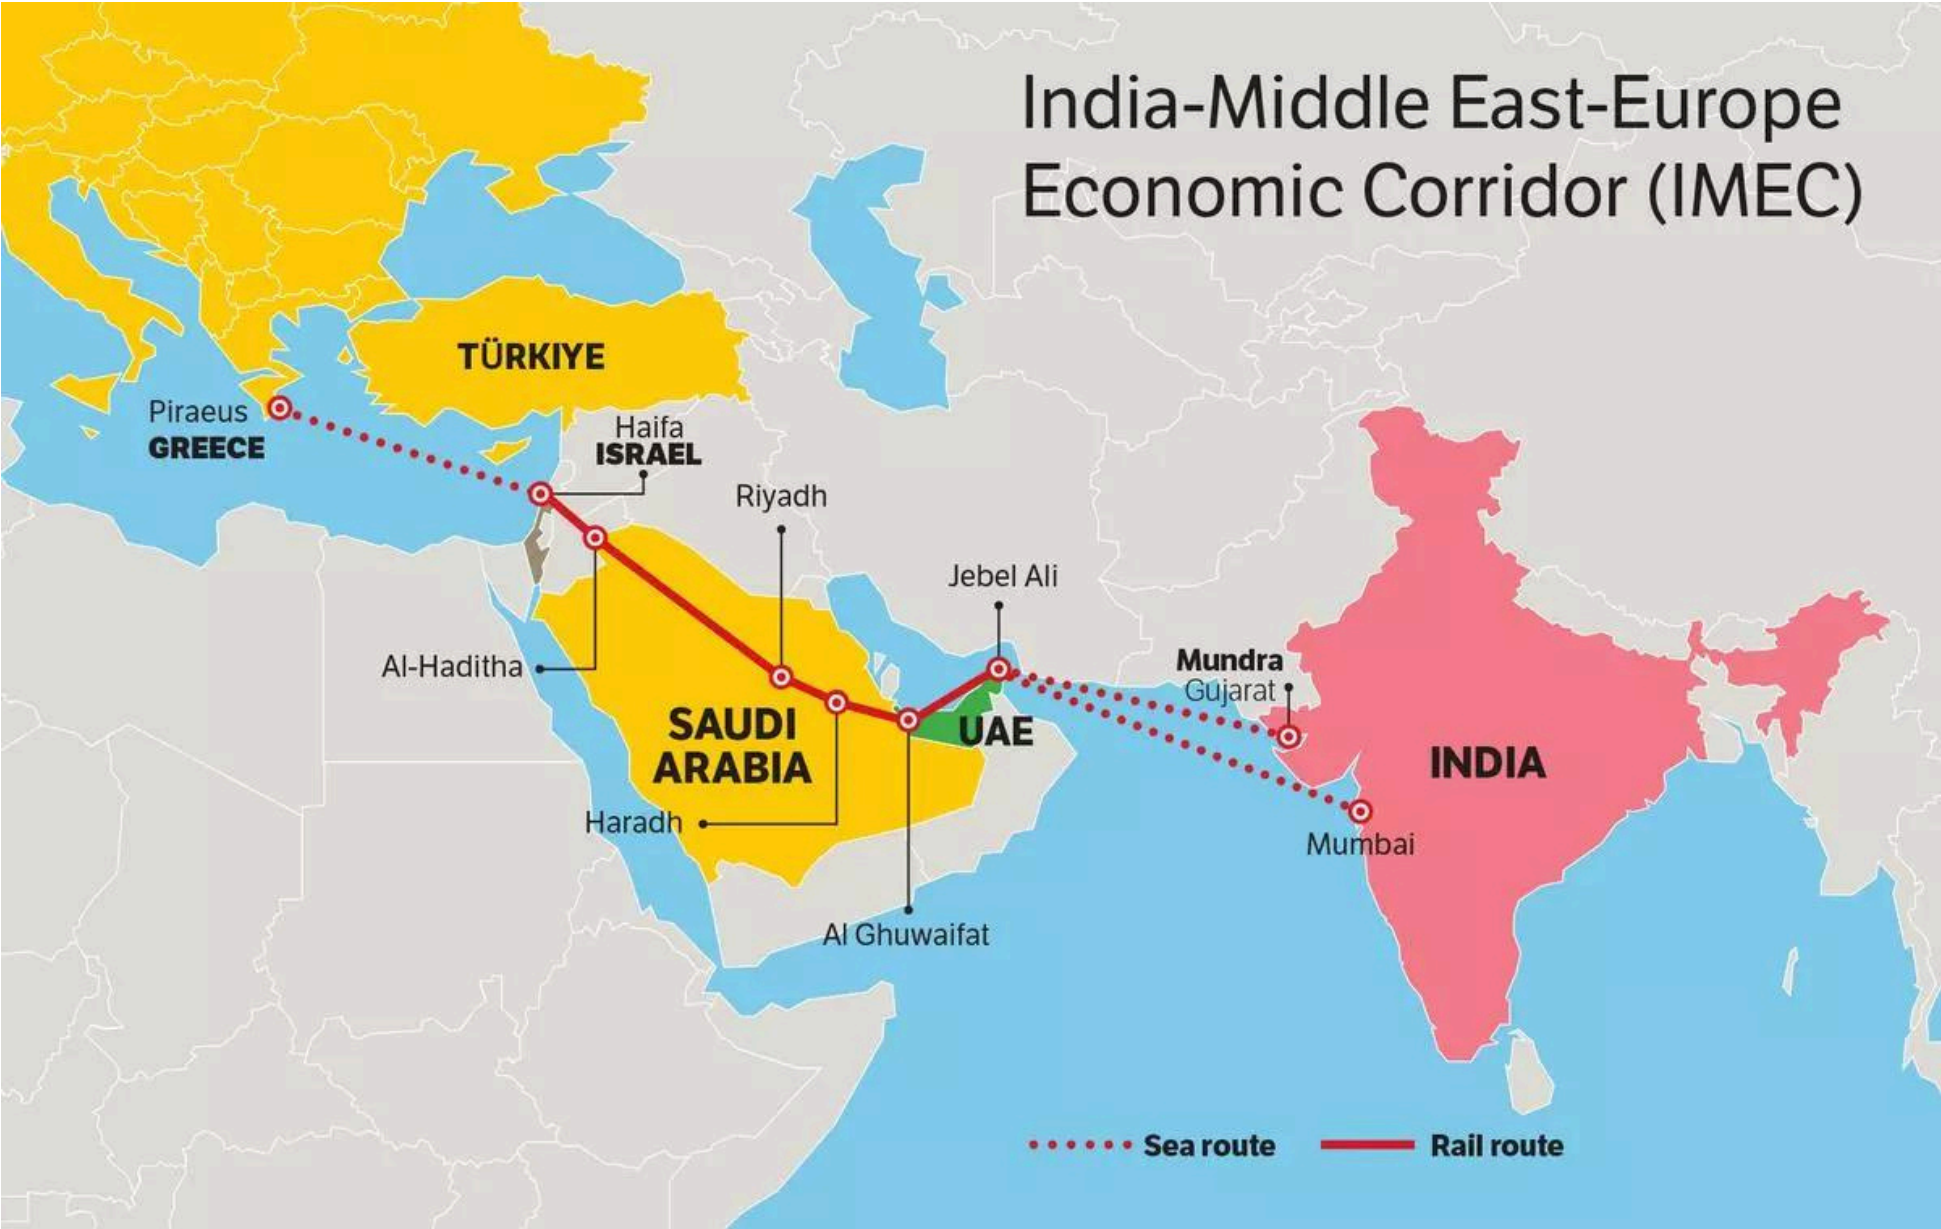 India-Middle East-Europe
Economic Corridor (IMEC)
TÜRKIYE
Piraeus
GREECE
Haifa
ISRAEL
Riyadh
Jebel Ali
Al-Haditha
Mundra
Gujarat
SAUDI
ARABIA
UAE
INDIA
Haradh
Mumbai
Al Ghuwaifat
Sea route
Rail route